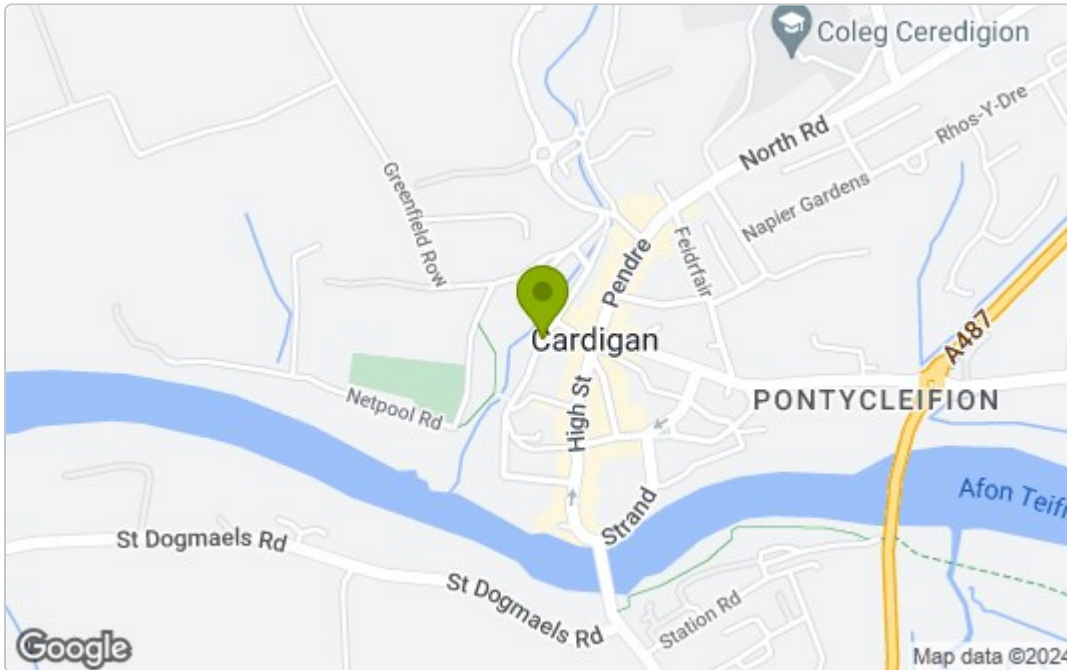 Coleg Ceredigion
North Rd
Rhos-Y-Dre
Napier Gardens
Greenfield Row
Feidrfair
Pendre
Cardigan
A487
PONTYCLEIFION
Netpool Rd
High St
Afon Teifi
Strand
St Dogmaels Rd
St Dogmaels Rd
Station Rd
Google
Map data ©2024